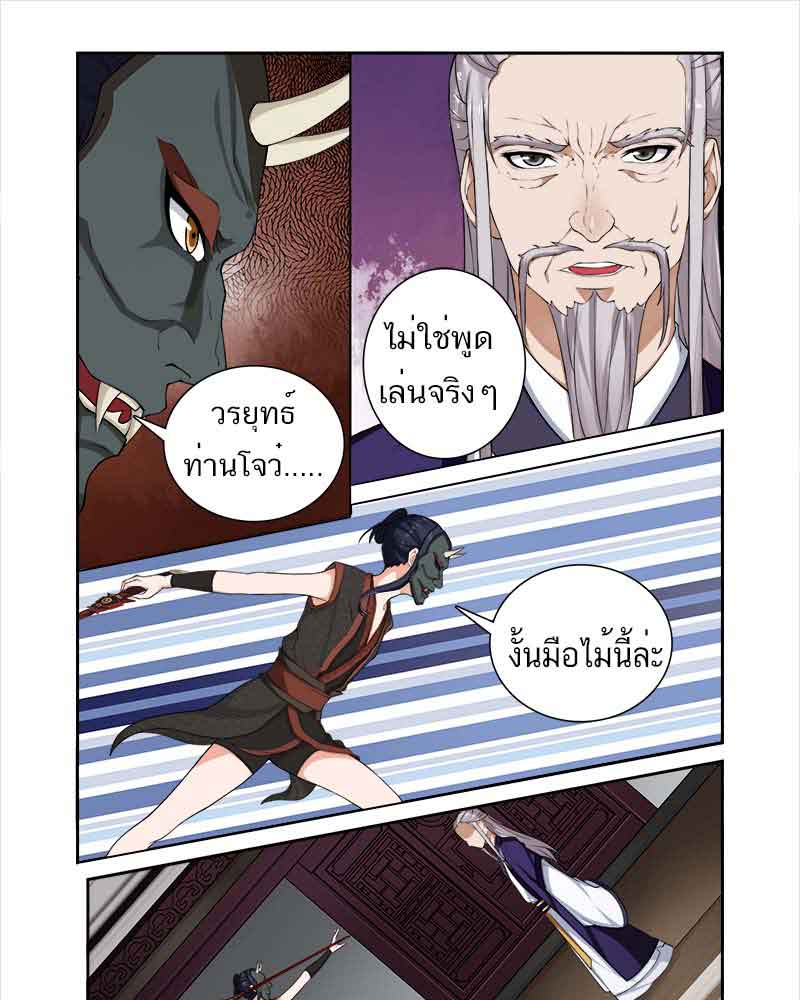 วรยุทธ์
ท่านโจว๋.....
ไม่ใช่พูด
เล่นจริงๆ
งั้นมือไม้นี้ล่ะ